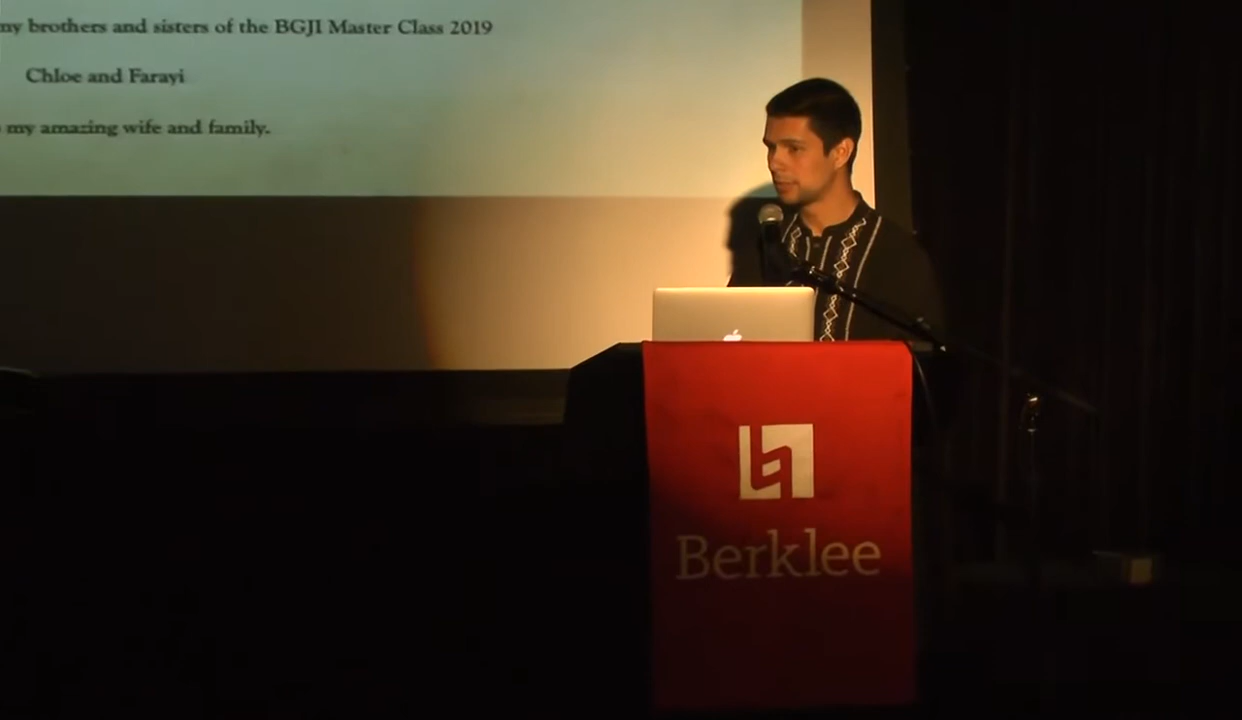 my brothers and sisters of the BGJI Master Class 2019
Chloe and Farayi
my amazing wife and family.
Berklee